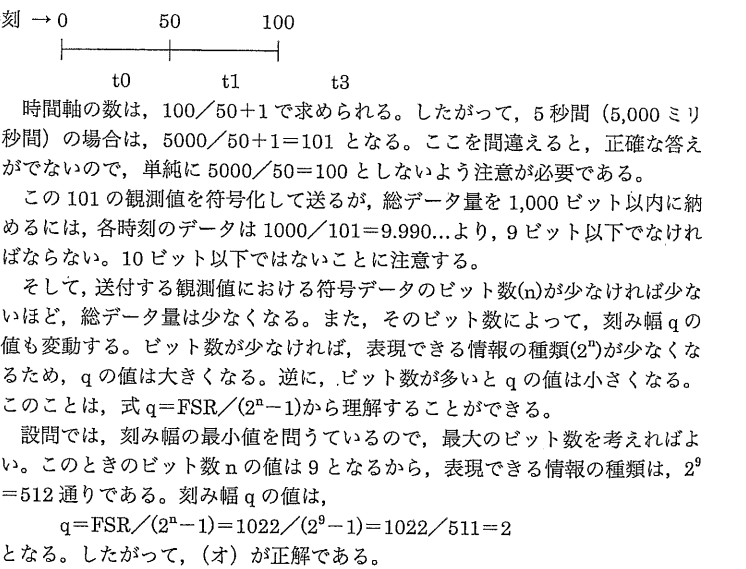 刻 →0 50 100
t0 t1 t3
時間軸の数は，100／50＋1で求められる。したがって，5秒間（5,000ミリ
秒間）の場合は，5000／50＋1＝101となる。ここを間違えると，正確な答え
がでないので，単純に5000／50＝100としないよう注意が必要である。
この101の観測値を符号化して送るが，総データ量を1,000ビット以内に納
めるには，各時刻のデータは1000／101＝9.990...より，9ビット以下でなけれ
ばならない。10ビット以下ではないことに注意する。
そして，送付する観測値における符号データのビット数(n)が少なければ少な
いほど，総データ量は少なくなる。また，そのビット数によって，刻み幅qの
値も変動する。ビット数が少なければ，表現できる情報の種類(2ⁿ)が少なくな
るため，qの値は大きくなる。逆に，ビット数が多いとqの値は小さくなる。
このことは，式q＝FSR／(2ⁿ－1)から理解することができる。
設問では，刻み幅の最小値を問うているので，最大のビット数を考えればよ
い。このときのビット数nの値は9となるから，表現できる情報の種類は，2⁹
＝512通りである。刻み幅qの値は，
q＝FSR／(2ⁿ－1)＝1022／(2⁹－1)＝1022／511＝2
となる。したがって，（オ）が正解である。